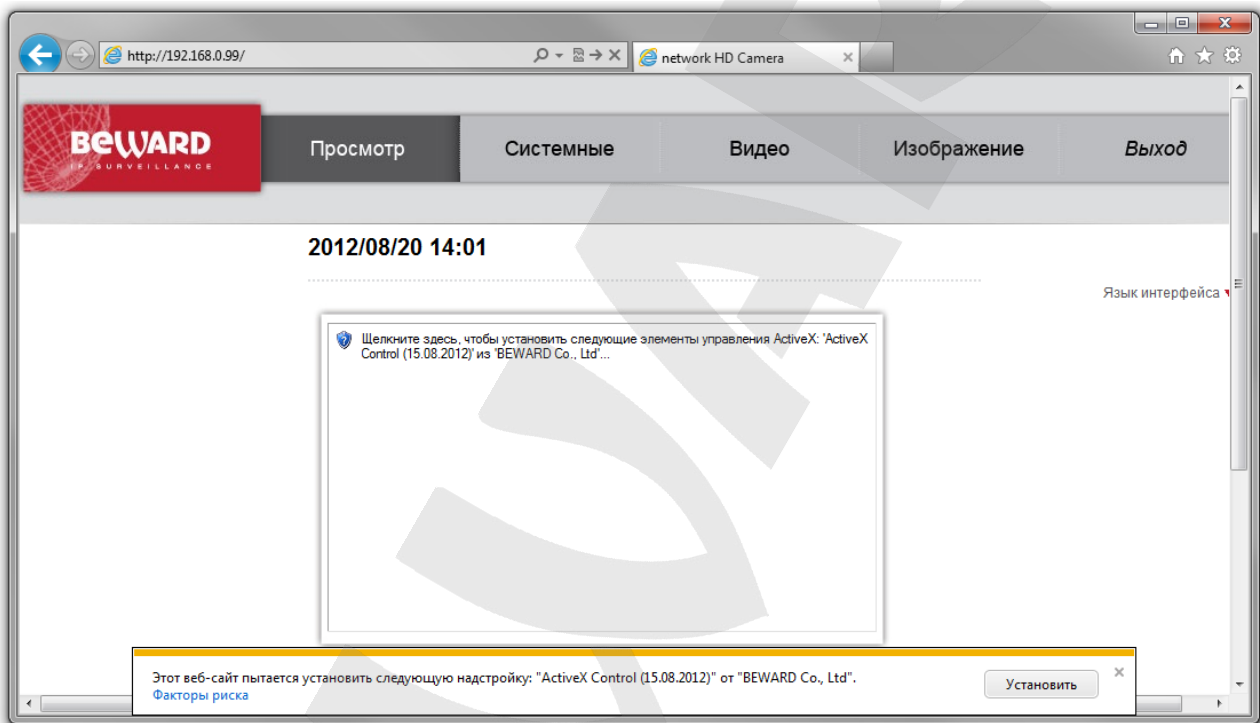 http://192.168.0.99/
network HD Camera
BEWARD
IP SURVEILLANCE
Просмотр
Системные
Видео
Изображение
Выход
2012/08/20 14:01
Язык интерфейса
Щелкните здесь, чтобы установить следующие элементы управления ActiveX: 'ActiveX
Control (15.08.2012)' из 'BEWARD Co., Ltd'...
Этот веб-сайт пытается установить следующую надстройку: "ActiveX Control (15.08.2012)" от "BEWARD Co., Ltd".
Факторы риска
Установить